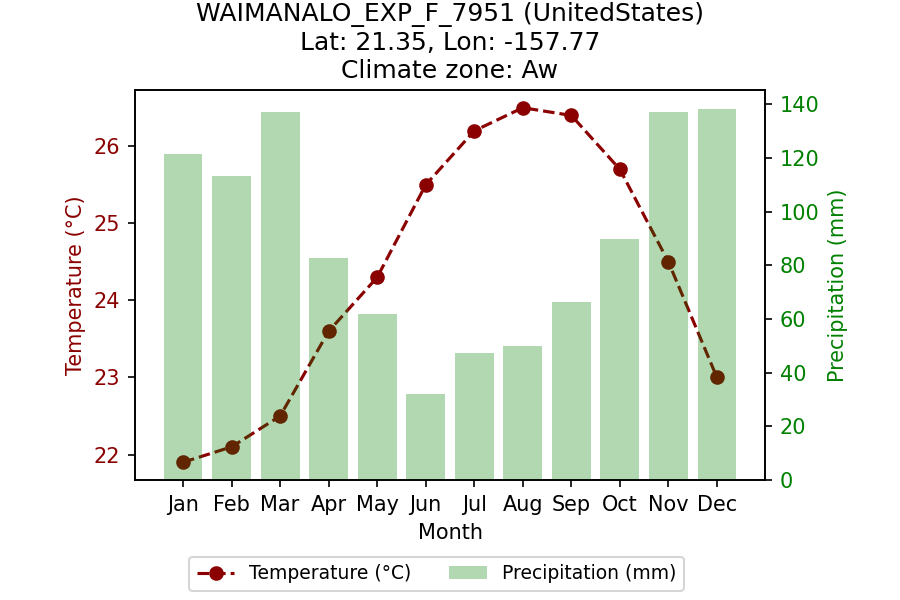 WAIMANALO_EXP_F_7951 (UnitedStates)
Lat: 21.35, Lon: -157.77
Climate zone: Aw
Temperature (°C)
26
25
24
23
22
140
120
100
80
60
40
20
0
Precipitation (mm)
Jan Feb Mar Apr May Jun Jul Aug Sep Oct Nov Dec
Month
Temperature (°C) Precipitation (mm)